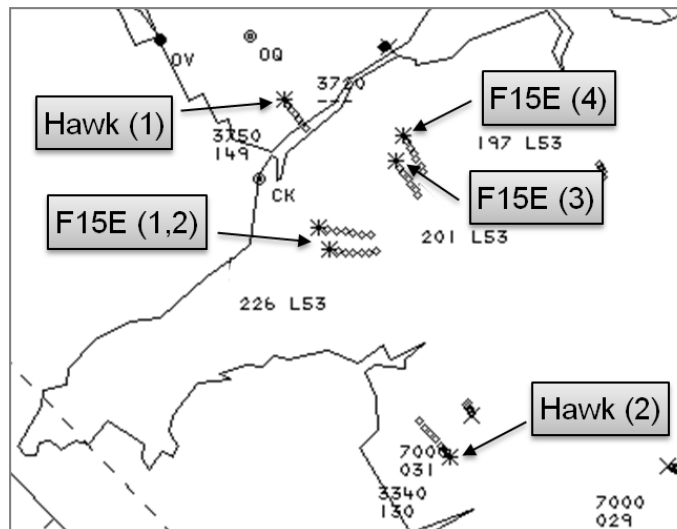 OV
OQ
3720
---
Hawk (1)
3750
149
F15E (4)
197 L53
CK
F15E (3)
F15E (1,2)
201 L53
226 L53
Hawk (2)
7000
031
3340
130
7000
029